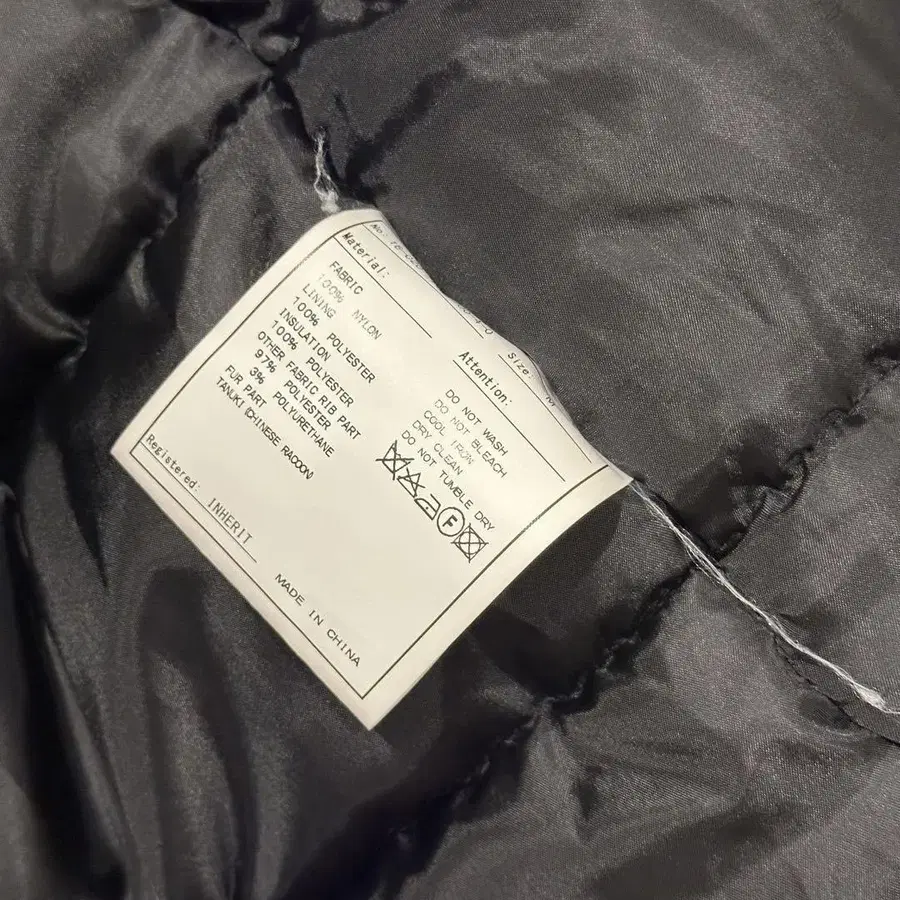 Size: M
Material:
FABRIC
100% NYLON
LINING
100% POLYESTER
INSULATION
100% POLYESTER
OTHER FABRIC RIB PART
97% POLYESTER
3% POLYURETHANE
FUR PART
TANUKI (CHINESE RACOON)
Attention:
DO NOT WASH
DO NOT BLEACH
COOL IRON
DRY CLEAN
DO NOT TUMBLE DRY
F
Registered: INHERIT
MADE IN CHINA